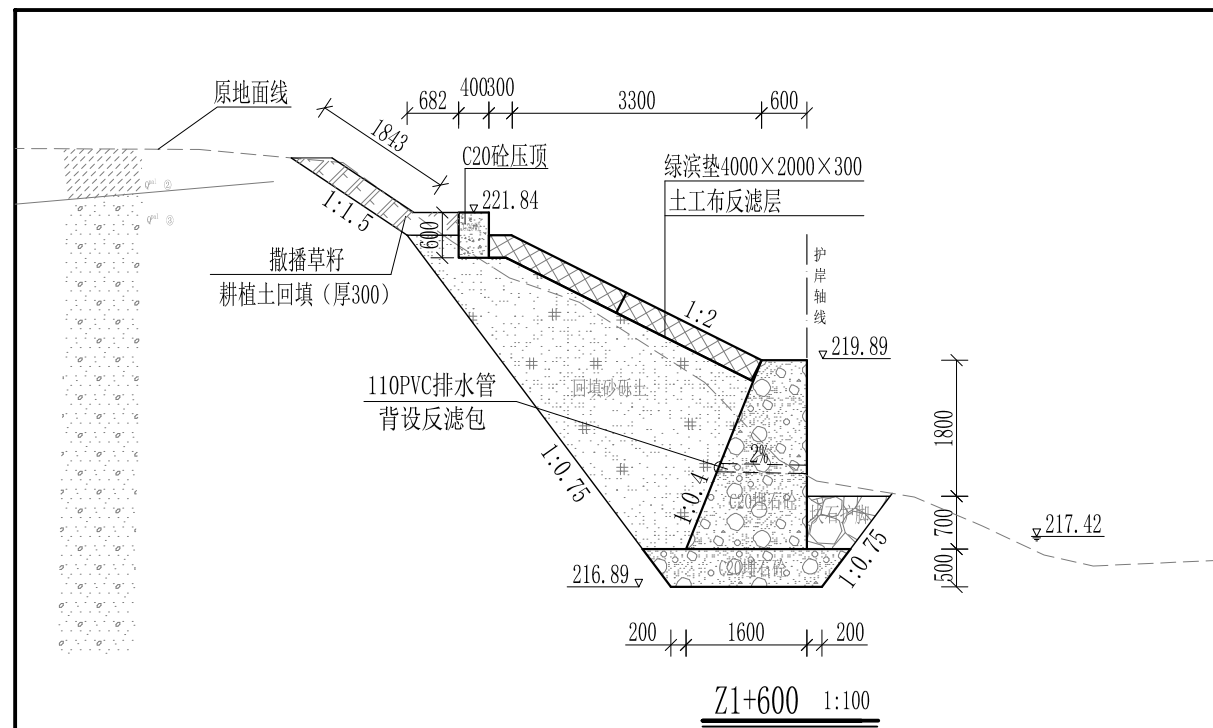 原地面线
1843
682
400
300
3300
600
C20砼压顶
221.84
绿滨垫4000×2000×300
土工布反滤层
1:1.5
600
撒播草籽
耕植土回填（厚300）
1:2
护岸轴线
219.89
回填砂砾土
110PVC排水管
背设反滤包
1:0.75
1:0.4
2%
C20埋石砼
抛石护脚
1:0.75
1800
700
500
217.42
C20埋石砼
216.89
200
1600
200
Z1+600 1:100